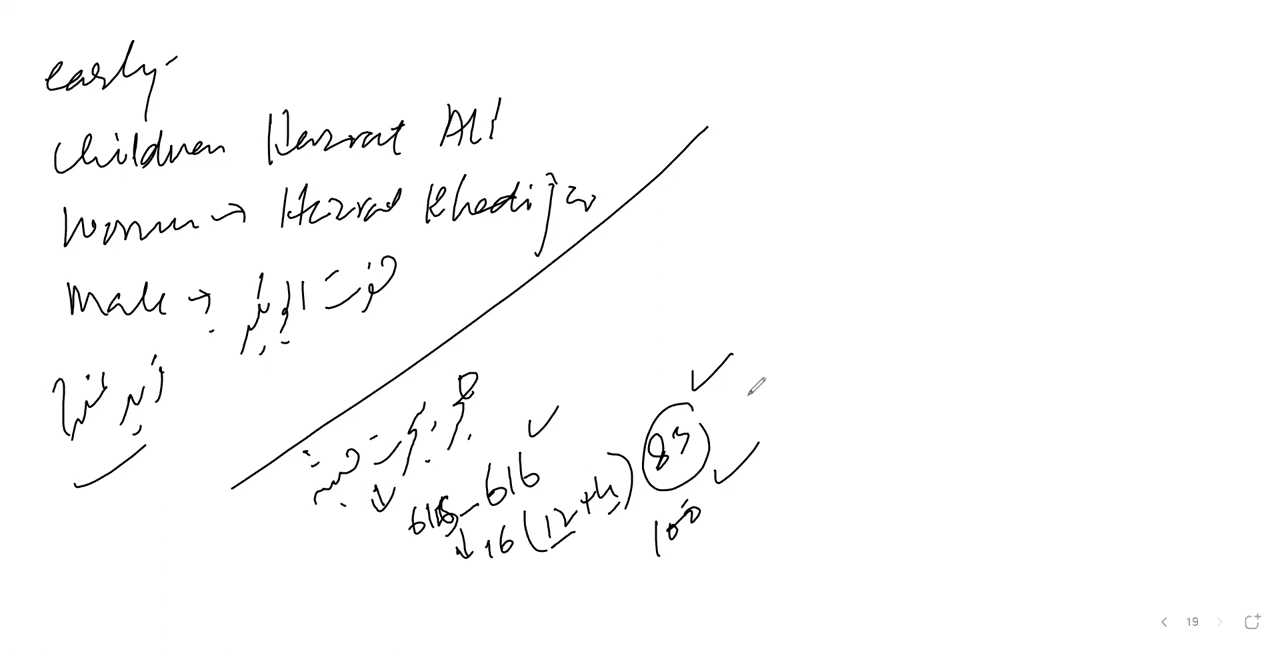 early-
Children Hazrat Ali
Women → Hazrat Khadija
Male → حضرت ابوبکر
زید
ہجرت حبشہ
615 - 616
16 (12+4) 83
100
19